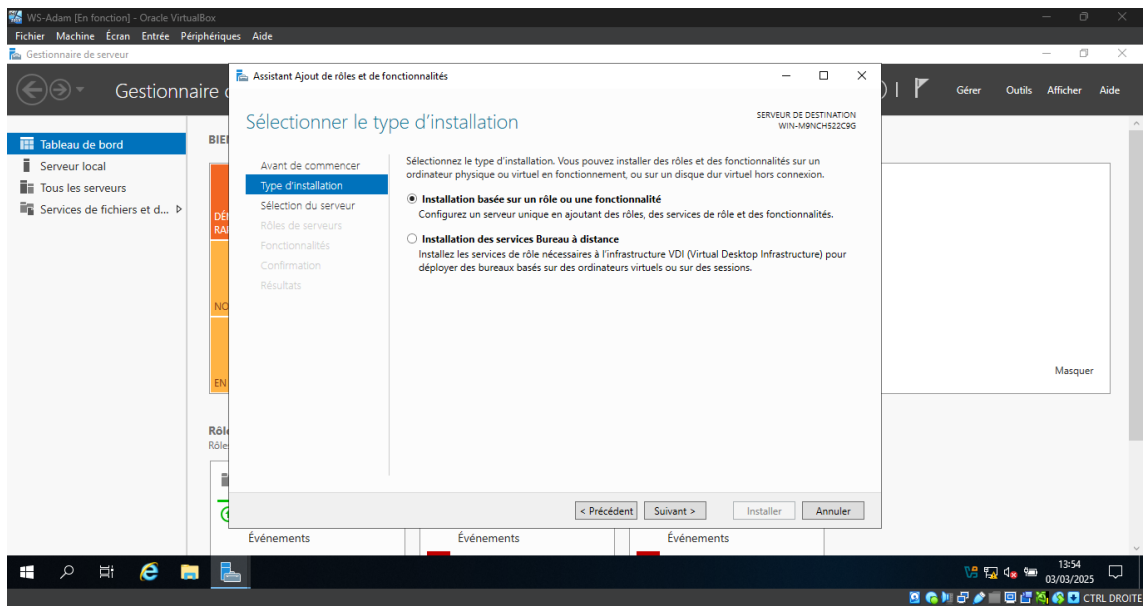 WS-Adam [En fonction] - Oracle VirtualBox
Fichier Machine Écran Entrée Périphériques Aide
Gestionnaire de serveur
Gestionnaire
Gérer Outils Afficher Aide
Tableau de bord
Serveur local
Tous les serveurs
Services de fichiers et d...
Assistant Ajout de rôles et de fonctionnalités
Sélectionner le type d'installation
SERVEUR DE DESTINATION
WIN-M9NCH522C9G
Avant de commencer
Type d'installation
Sélection du serveur
Rôles de serveurs
Fonctionnalités
Confirmation
Résultats
Sélectionnez le type d'installation. Vous pouvez installer des rôles et des fonctionnalités sur un
ordinateur physique ou virtuel en fonctionnement, ou sur un disque dur virtuel hors connexion.
Installation basée sur un rôle ou une fonctionnalité
Configurez un serveur unique en ajoutant des rôles, des services de rôle et des fonctionnalités.
Installation des services Bureau à distance
Installez les services de rôle nécessaires à l'infrastructure VDI (Virtual Desktop Infrastructure) pour
déployer des bureaux basés sur des ordinateurs virtuels ou sur des sessions.
< Précédent Suivant > Installer Annuler
BIE
RA
NO
EN
Masquer
Rôle
Événements Événements Événements
13:54
03/03/2025
CTRL DROITE